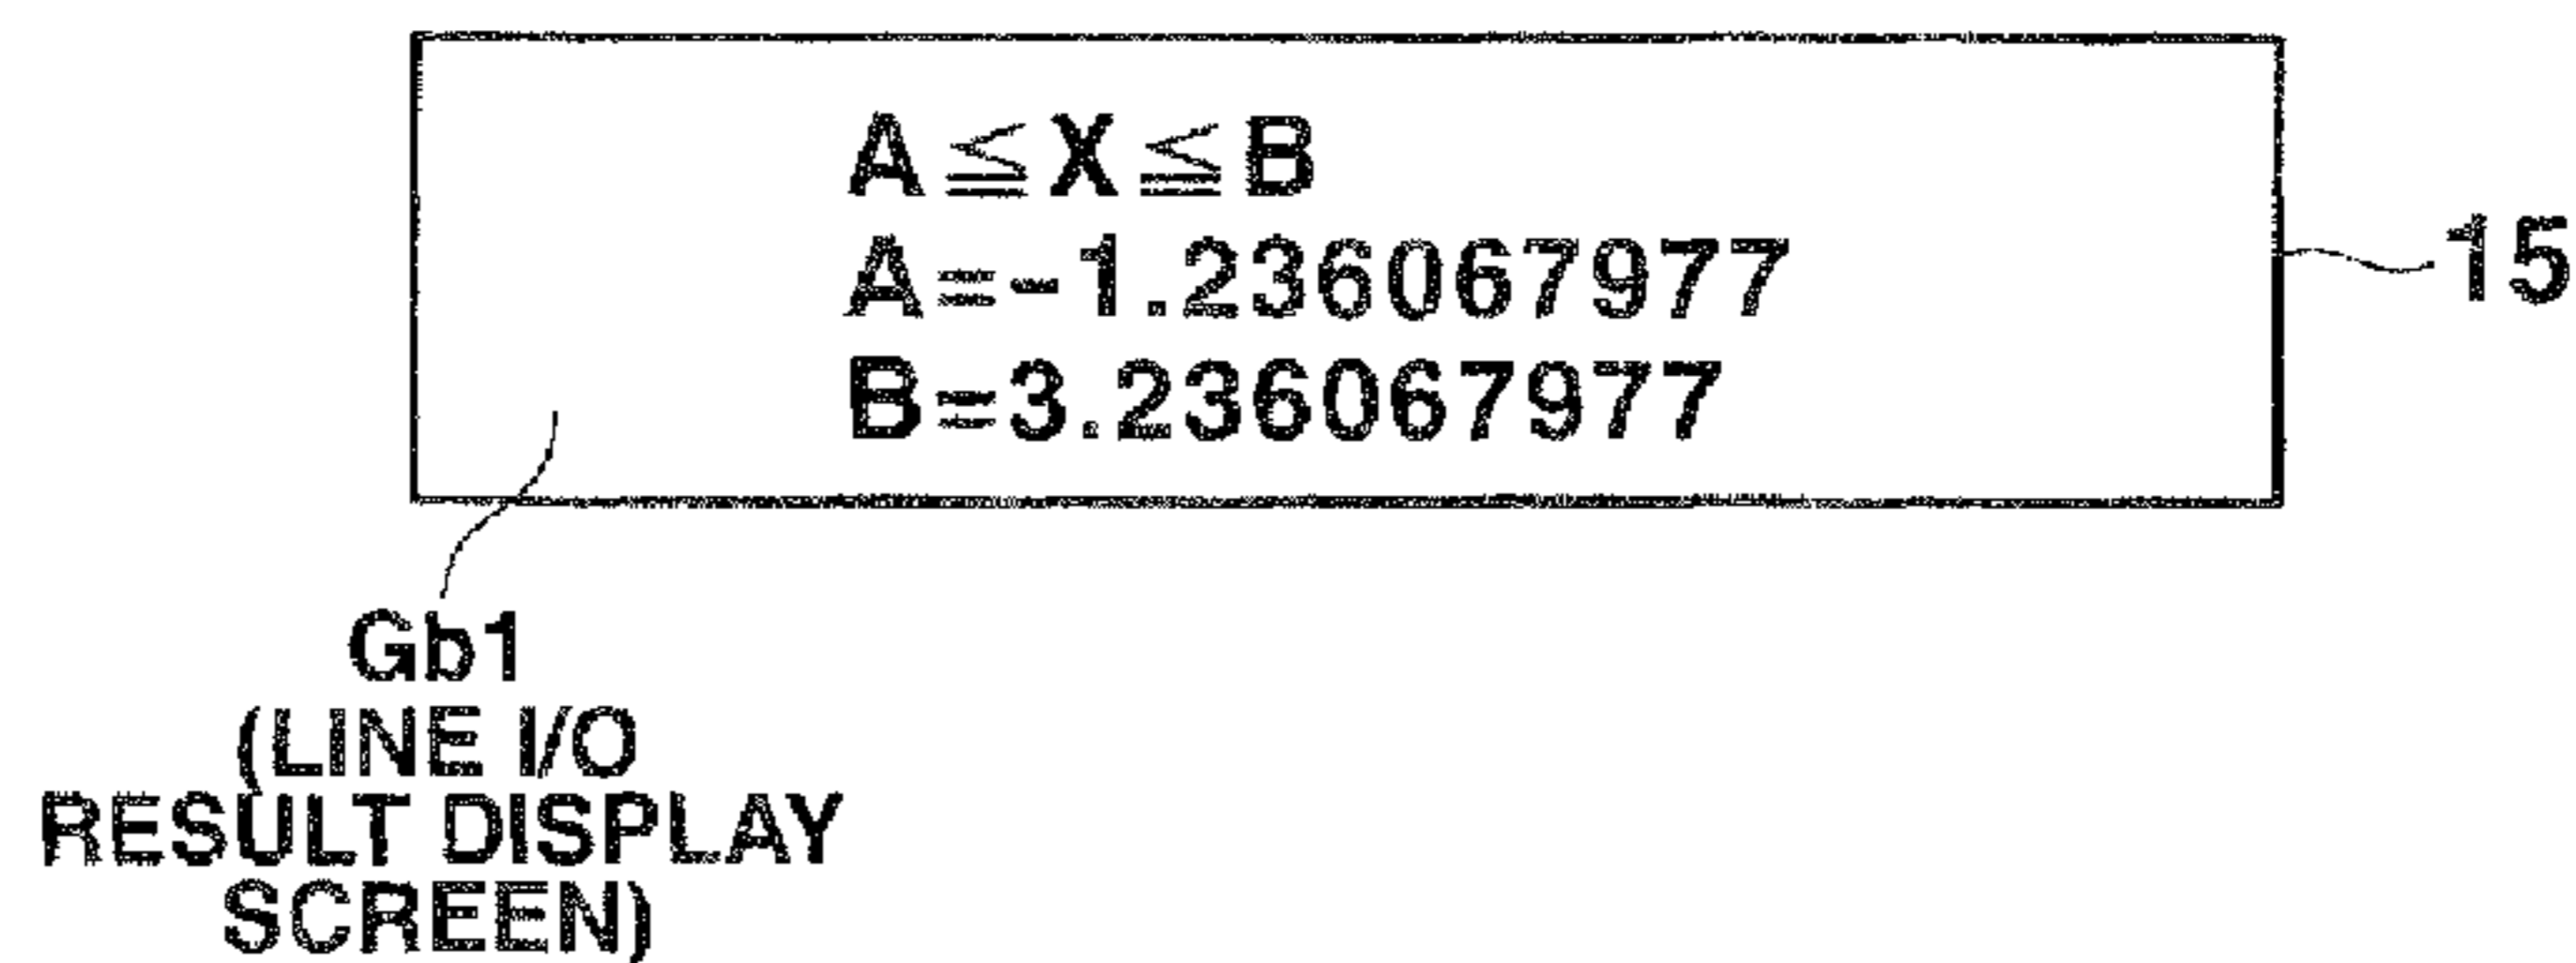 A≦X≦B
A=-1.236067977
B=3.236067977
15
Gb1
(LINE I/O
RESULT DISPLAY
SCREEN)